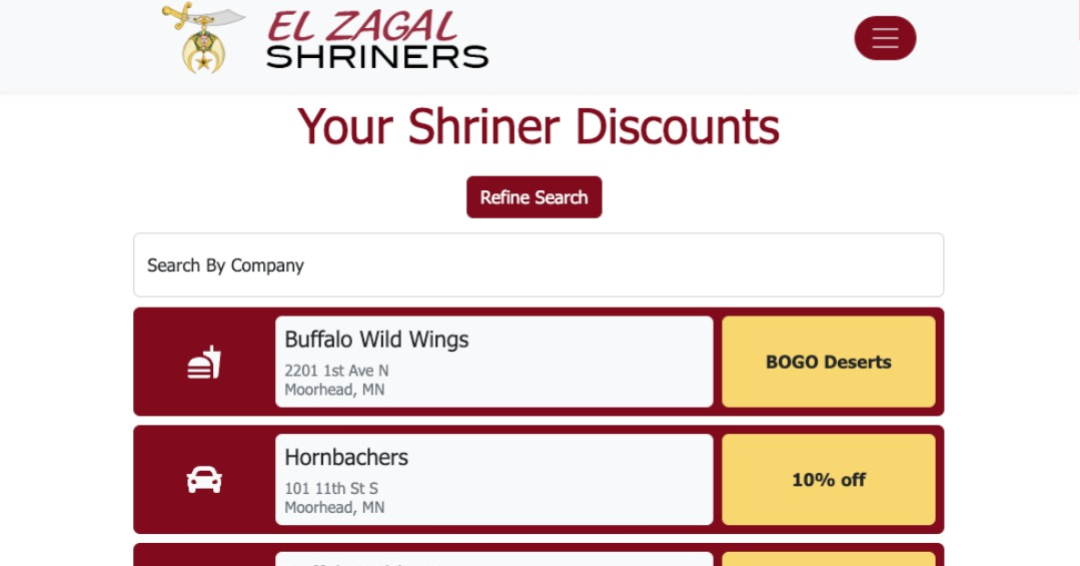 EL ZAGAL
SHRINERS
Your Shriner Discounts
Refine Search
Search By Company
Buffalo Wild Wings
2201 1st Ave N
Moorhead, MN
BOGO Deserts
Hornbachers
101 11th St S
Moorhead, MN
10% off